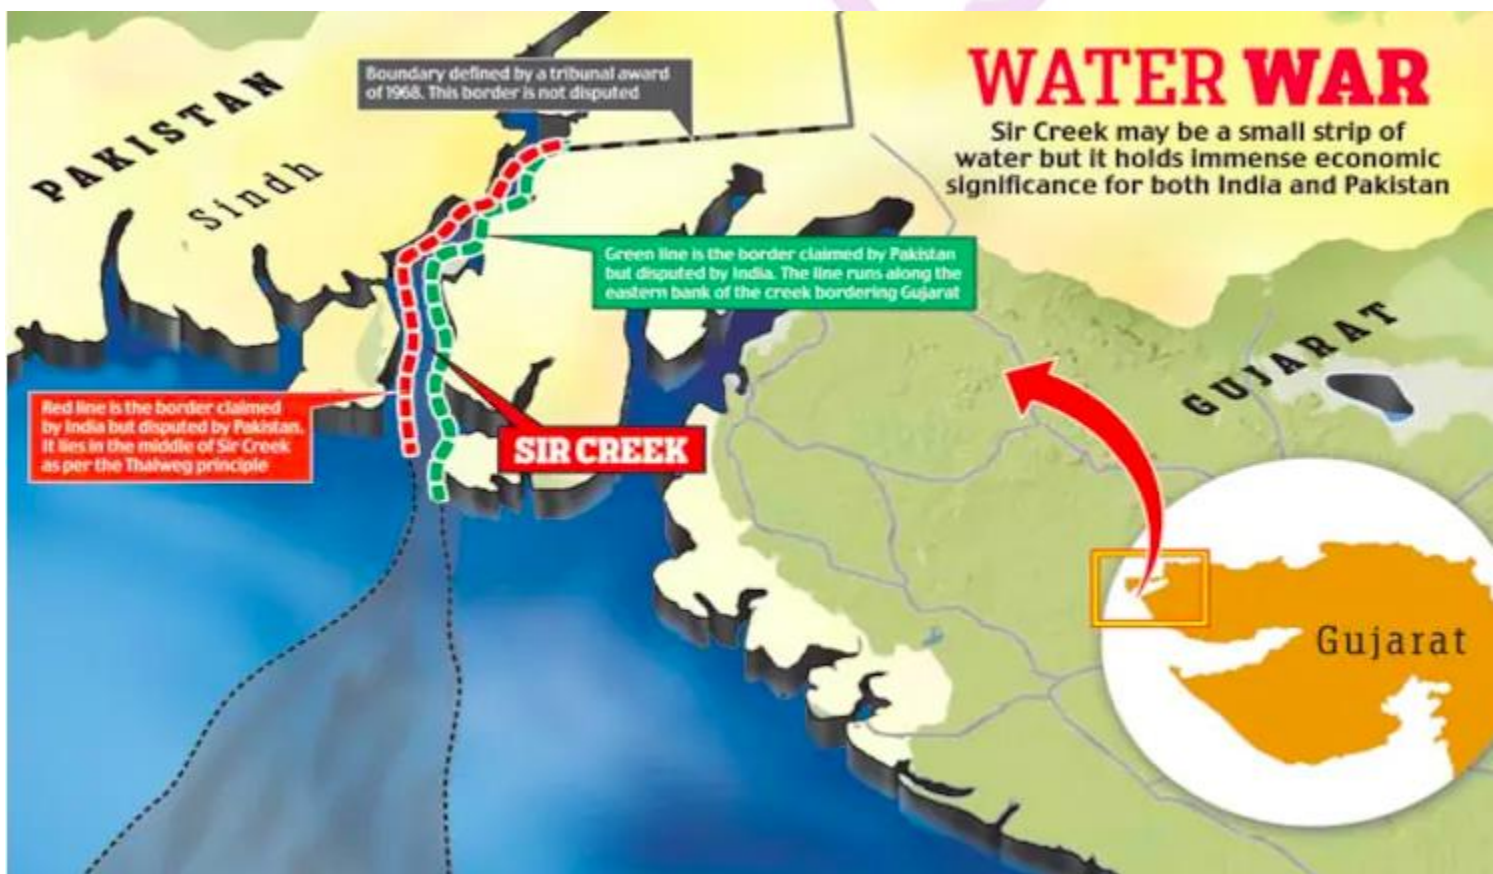 WATER WAR
Sir Creek may be a small strip of
water but it holds immense economic
significance for both India and Pakistan
PAKISTAN
Sindh
Boundary defined by a tribunal award
of 1968. This border is not disputed
Green line is the border claimed by Pakistan
but disputed by India. The line runs along the
eastern bank of the creek bordering Gujarat
GUJARAT
Red line is the border claimed
by India but disputed by Pakistan.
It lies in the middle of Sir Creek
as per the Thalweg principle
SIR CREEK
Gujarat